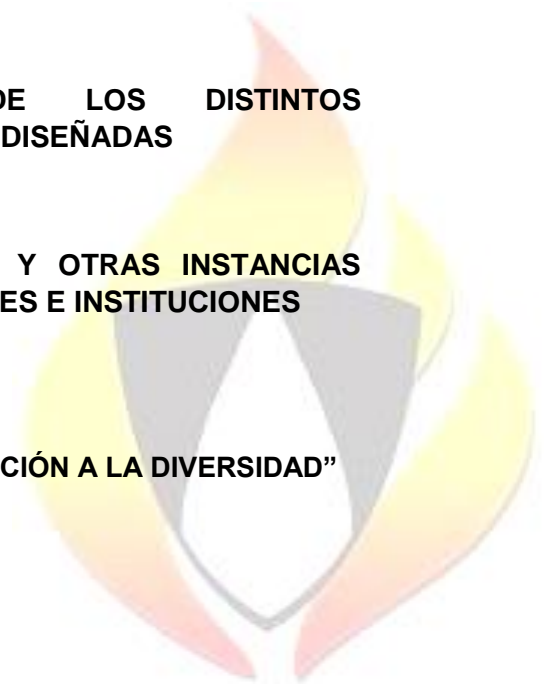 DE LOS DISTINTOS
DISEÑADAS
Y OTRAS INSTANCIAS
ES E INSTITUCIONES
CIÓN A LA DIVERSIDAD”